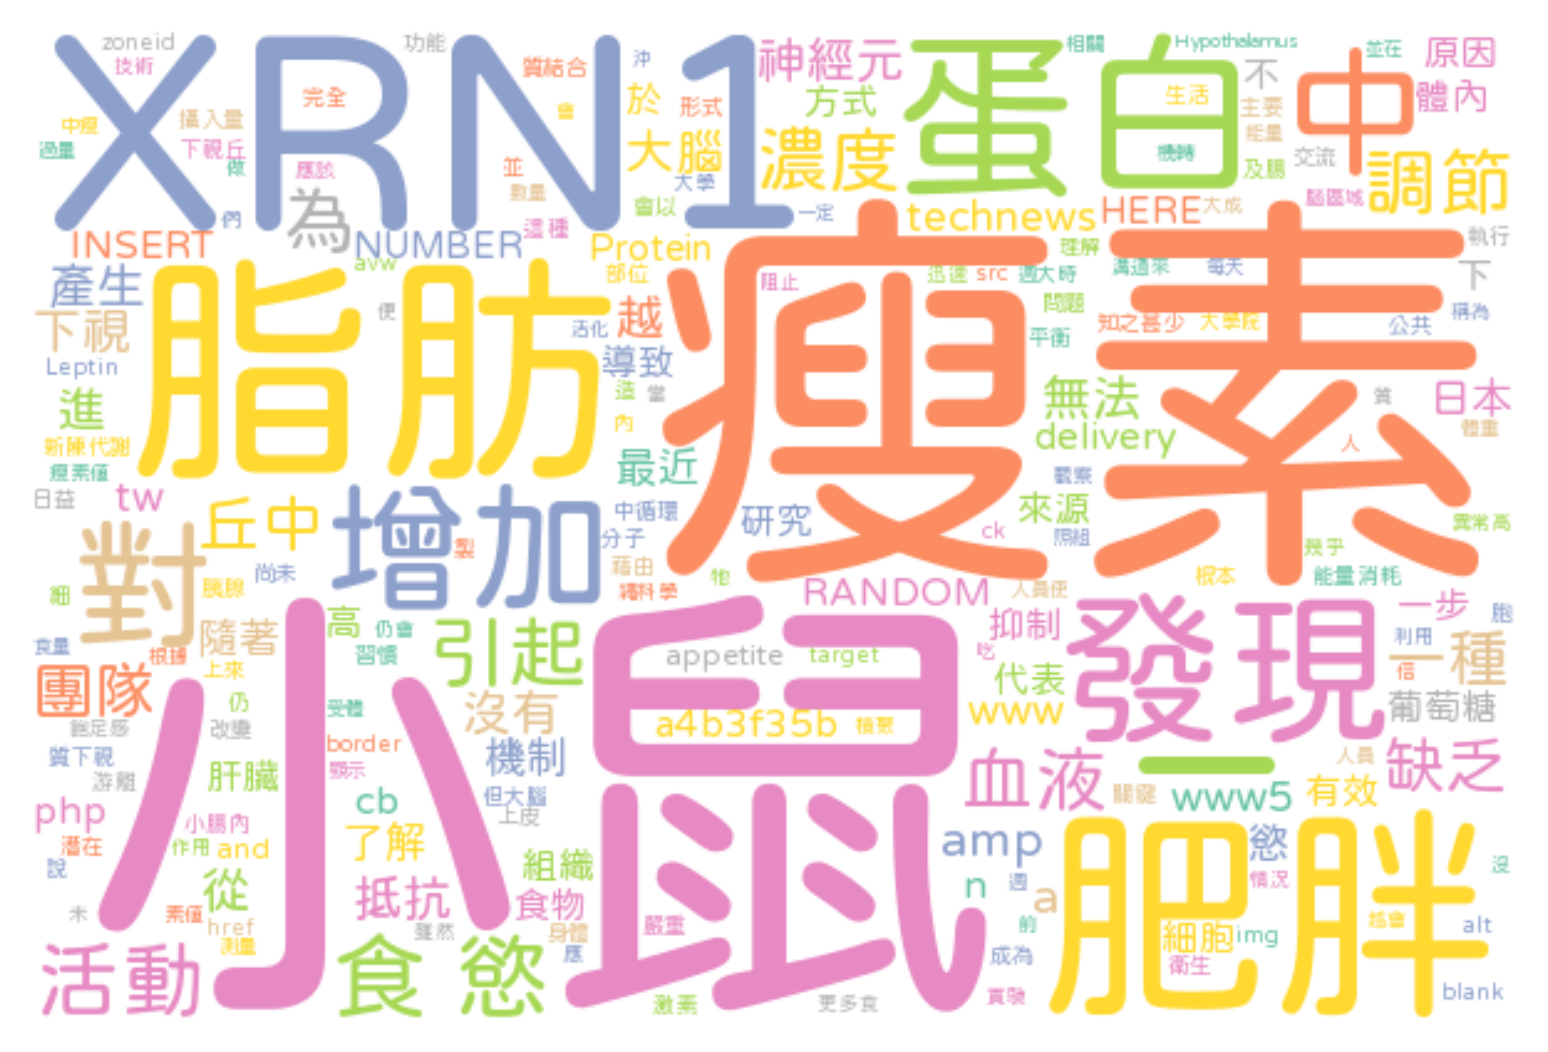 zoneid
功能
沖
神經元
蛋白
相關
Hypothalamus
並在
原因
技術
XRN1
質結合
不
中
體內
完全
會
於
形式
方式
生活
主要
中瘦
攝入量
能量
過量
下視丘
並
大腦
濃度
機轉
交流
調節
做
應該
數量
大學
及腸
腦區域
們
為
這種
會以
一定
technews
HERE
大成
INSERT
NUMBER
Protein
理解
執行
產生
avw
部位
阻止
瘦素
迅速
src
週大時
溝通來
每天
下
下視
脂肪
便
活化
越
問題
知之甚少
大學院
公共
稱為
Leptin
導致
平衡
進
造
當
無法
質
日本
新陳代謝
內
delivery
人
體重
瘦素值
最近
觀察
日益
tw
丘中
增加
中循環
研究
ck
來源
異常高
對
製
分子
照組
幾乎
尚未
藉由
牠
根本
能量消耗
細
胰腺
RANDOM
人員使
食量
隨著
高
仍會
引起
小鼠
抑制
發現
一步
胞
根據
習慣
appetite
target
吃
利用
一種
團隊
上來
代表
信
仍
受體
沒有
a4b3f35b
積累
www
葡萄糖
飽足感
改變
border
質下視
顯示
機制
血液
一
人員
缺乏
游離
肝臟
cb
但大腦
關鍵
www5
有效
php
小腸內
上皮
潛在
作用
and
了解
amp
慾
說
組織
n
週
情況
沒
從
抵抗
食物
a
肥胖
未
素值
href
雖然
嚴重
前
細胞
img
越會
alt
測量
身體
活動
食慾
應
成為
衛生
激素
更多食
實驗
blank